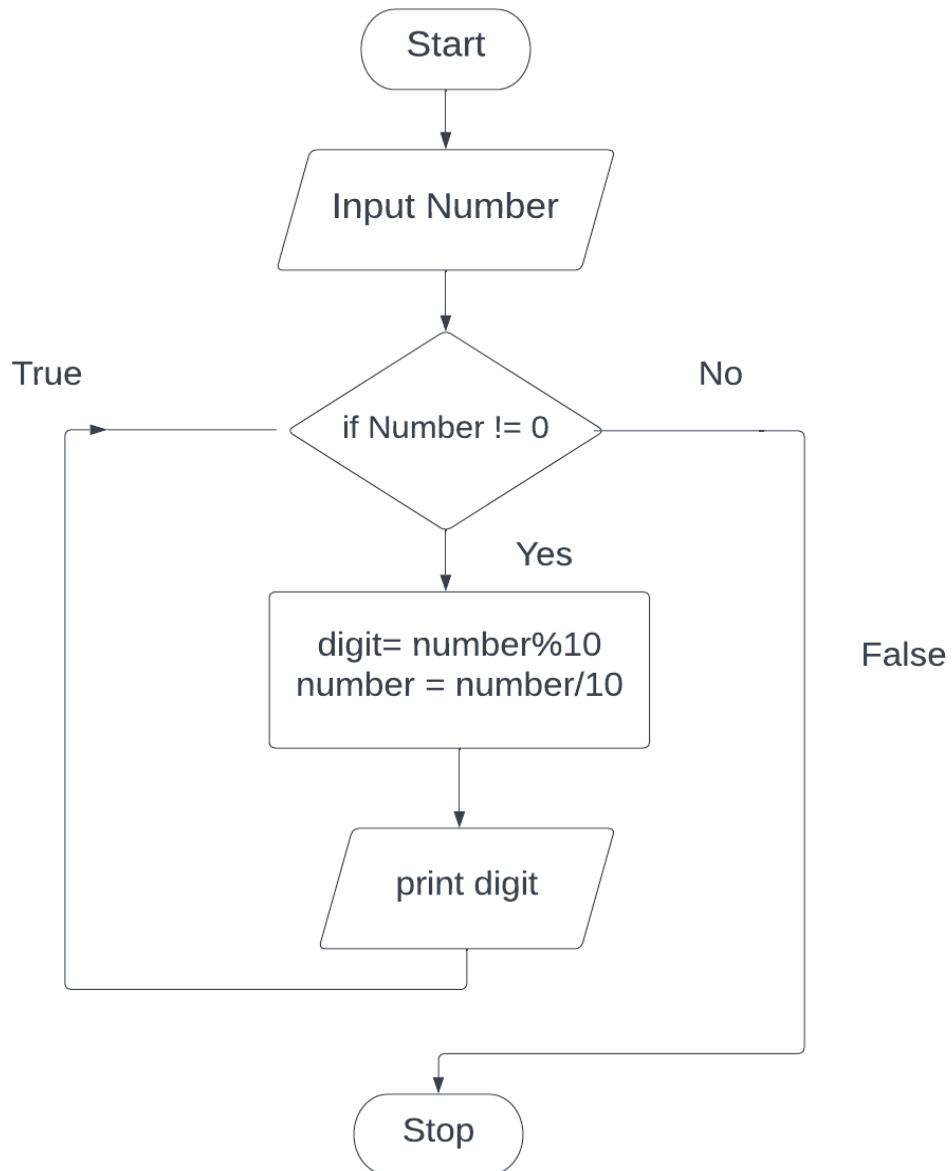 Start
Input Number
True
No
if Number != 0
Yes
digit= number%10
number = number/10
False
print digit
Stop